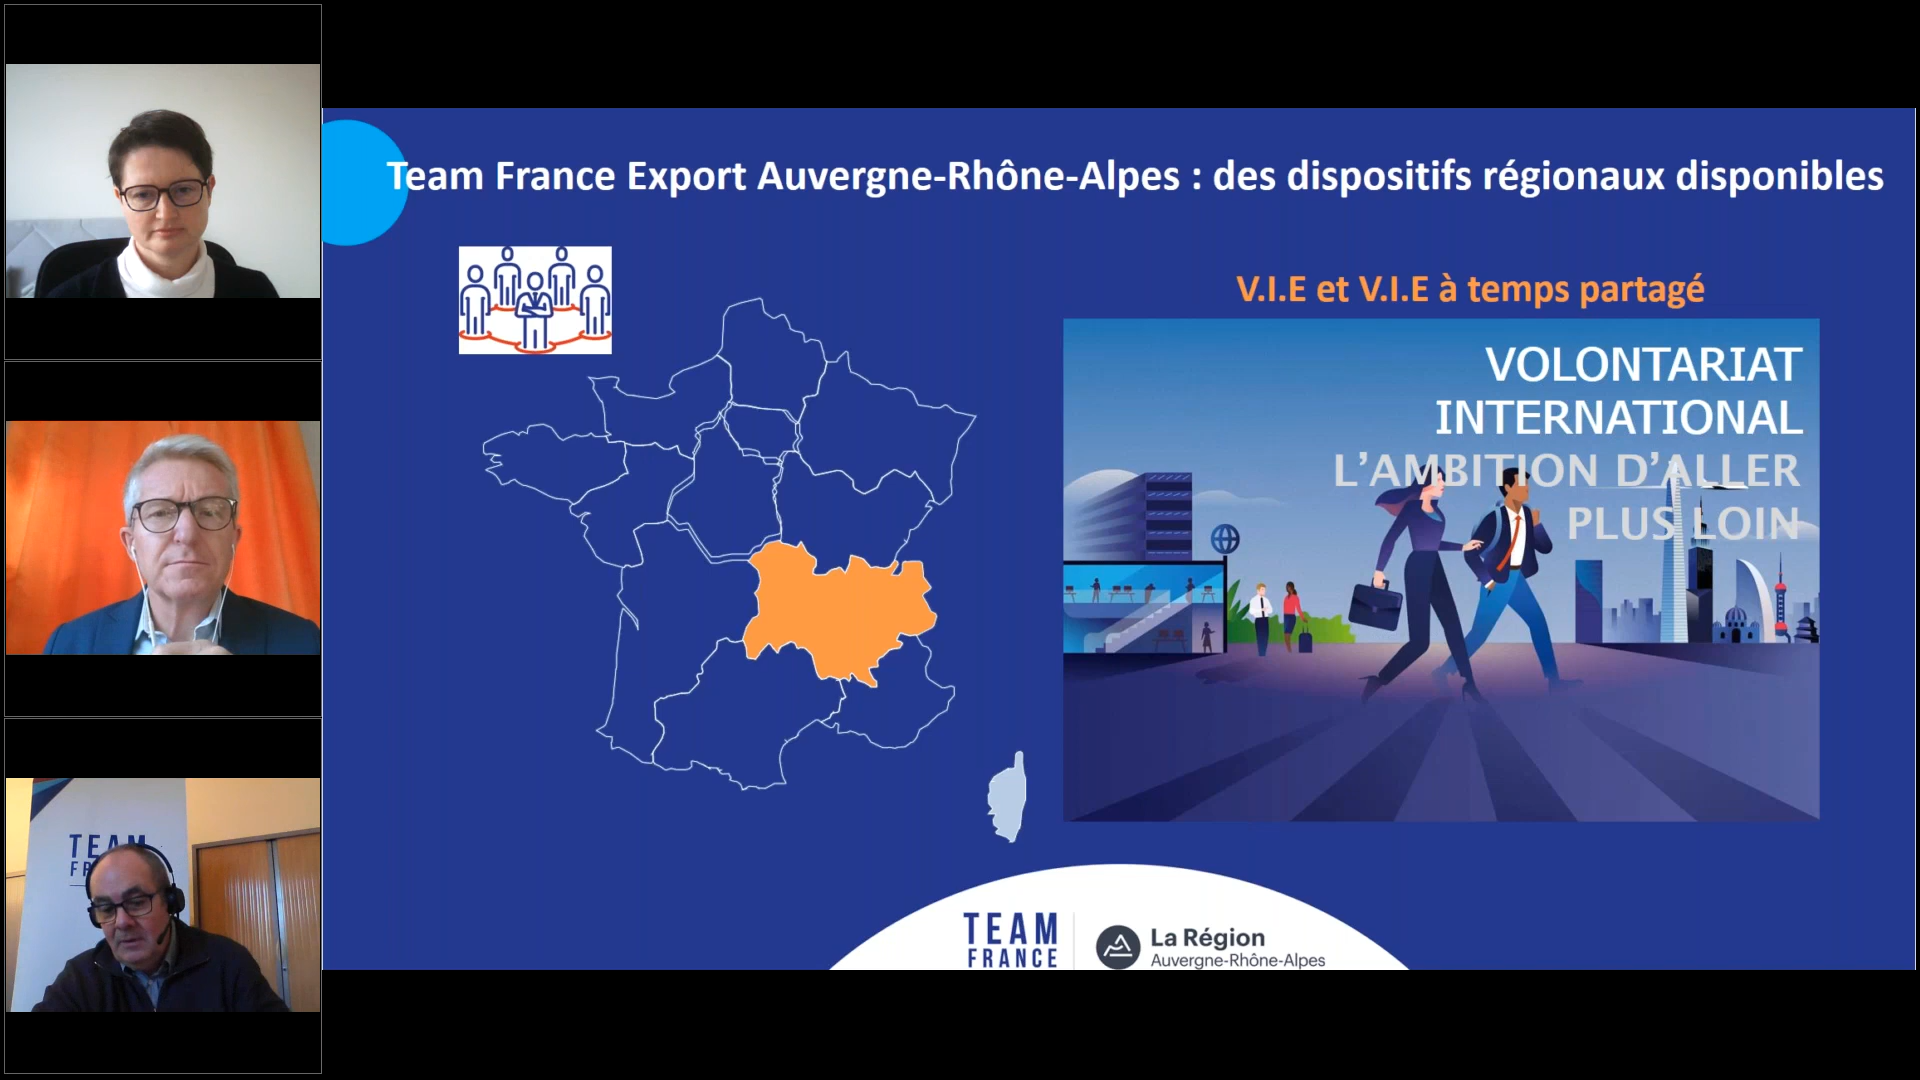 Team France Export Auvergne-Rhône-Alpes : des dispositifs régionaux disponibles
V.I.E et V.I.E à temps partagé
VOLONTARIAT
INTERNATIONAL
L'AMBITION D'ALLER
PLUS LOIN
TEAM
FRANCE
La Région
Auvergne-Rhône-Alpes
TEAM